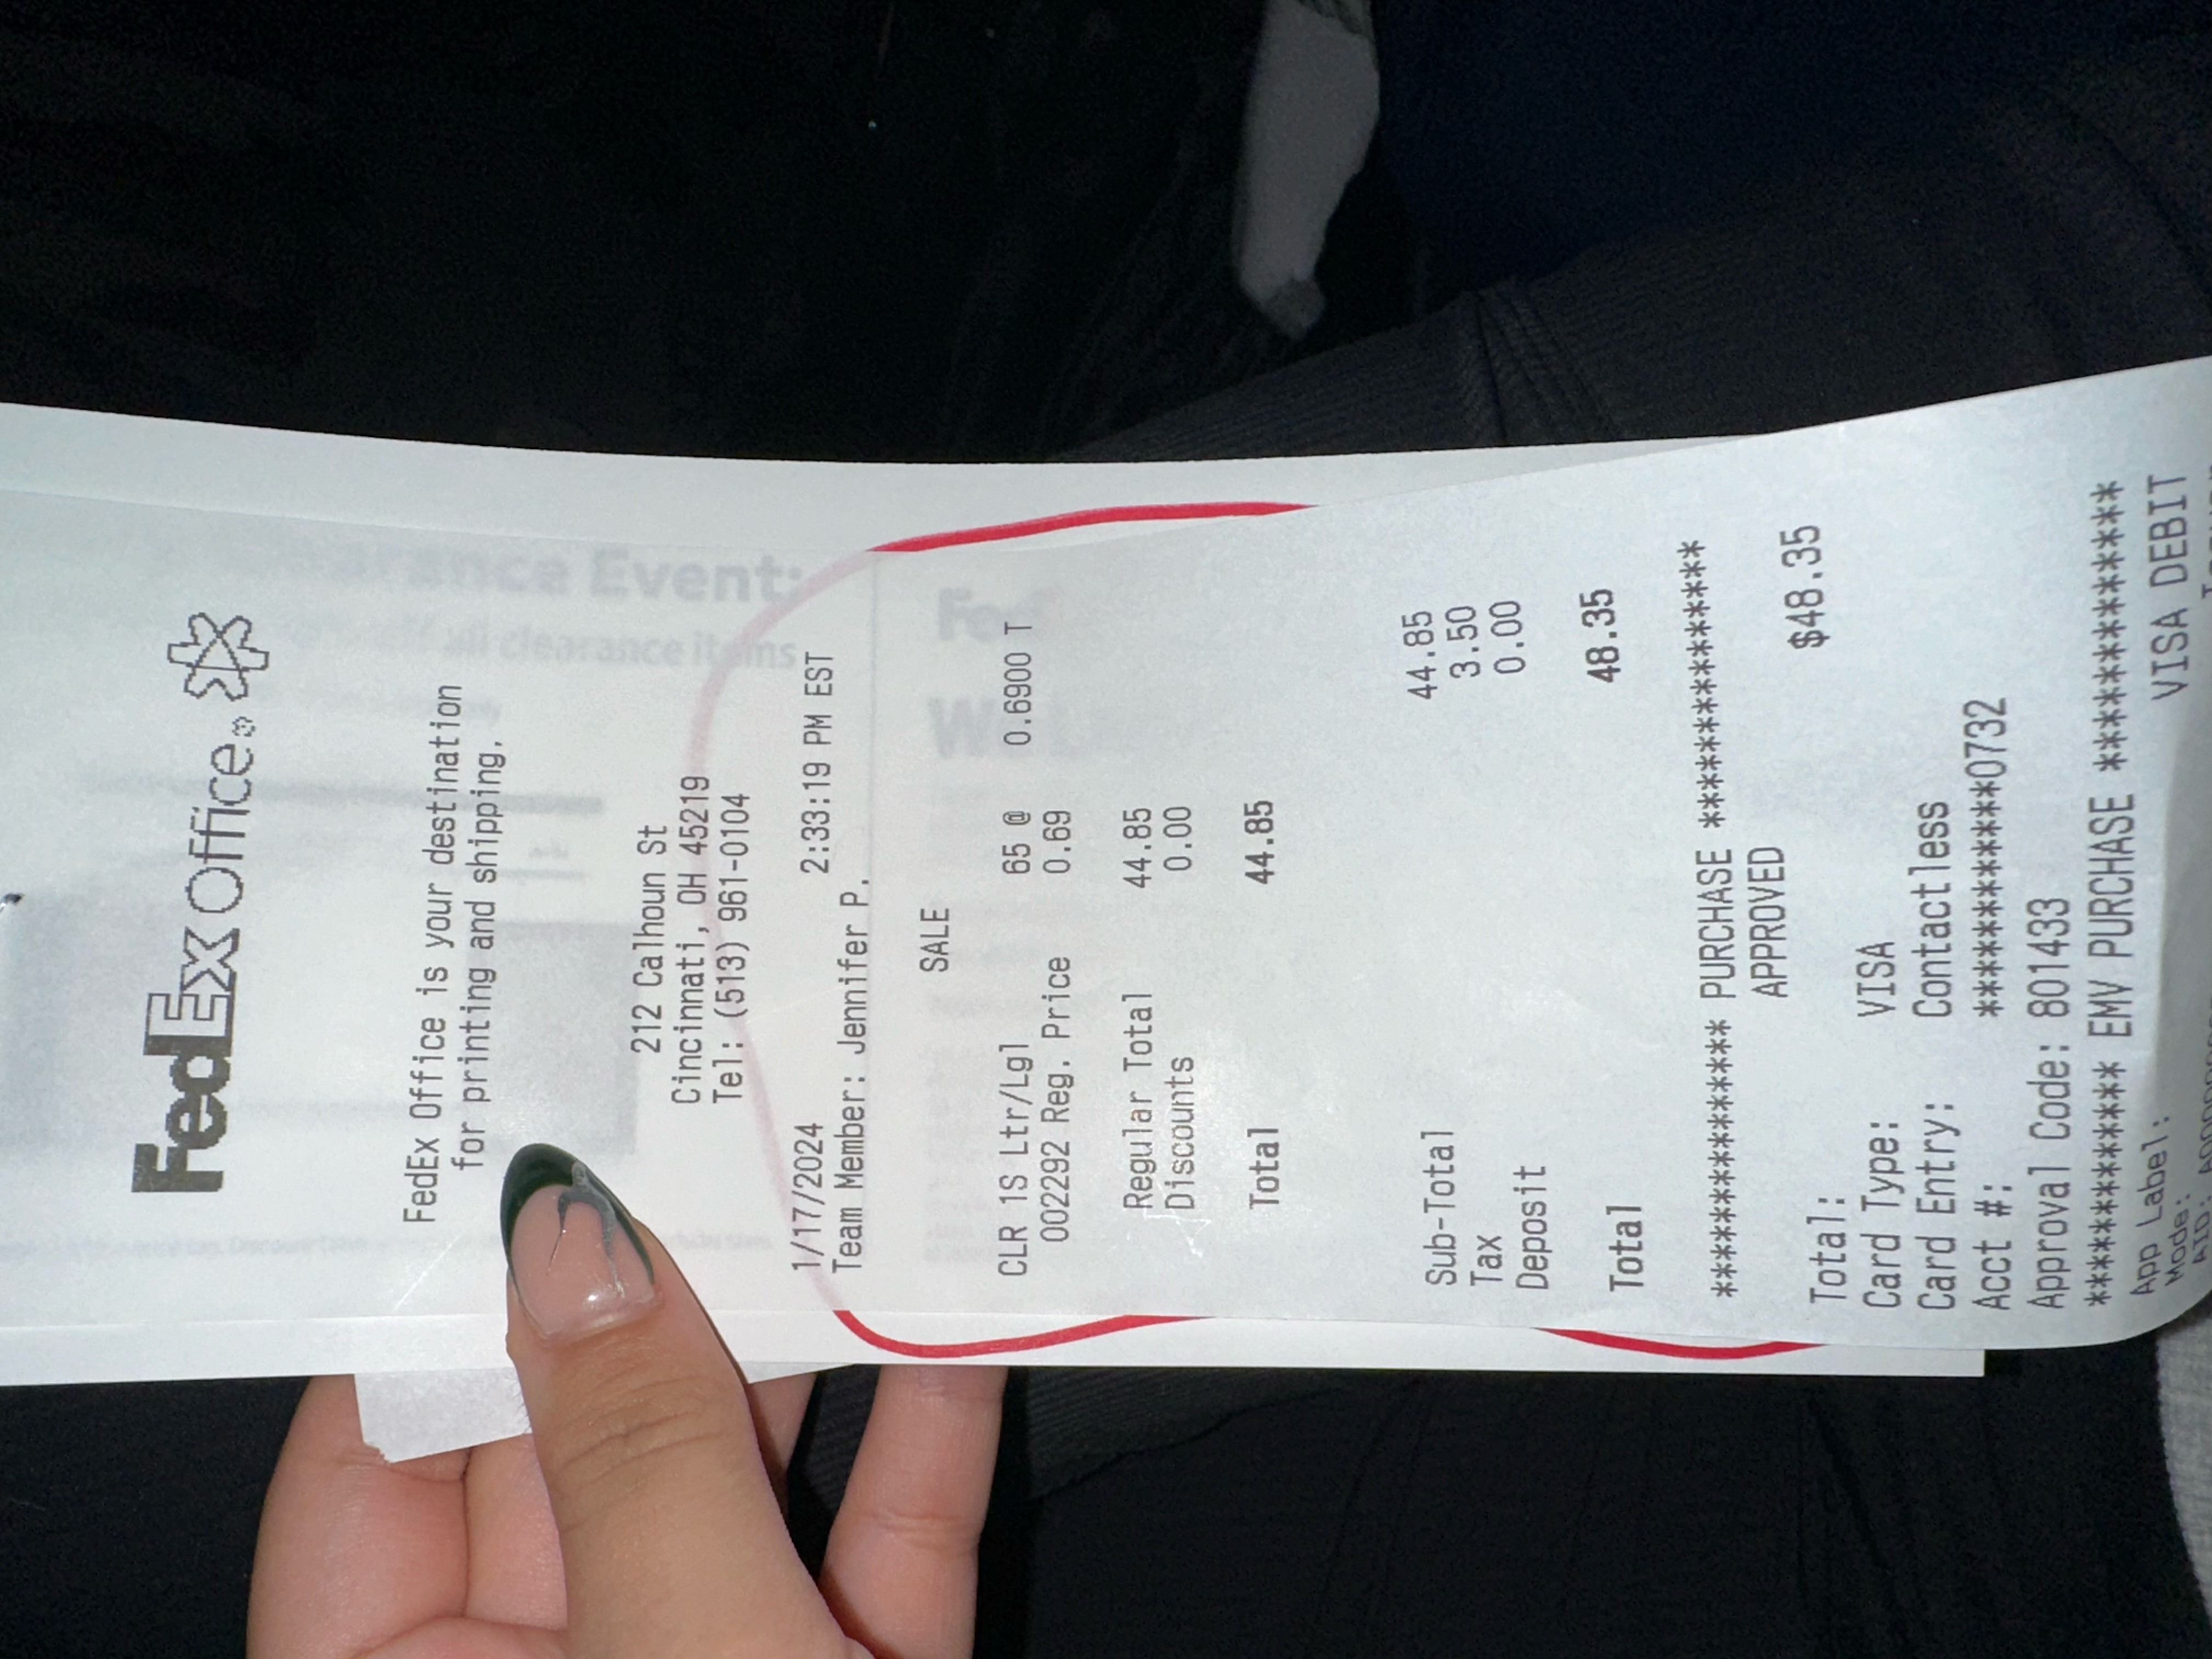 FedEx Office®
FedEx Office is your destination
for printing and shipping.
212 Calhoun St
Cincinnati, OH 45219
Tel: (513) 961-0104
1/17/2024 2:33:19 PM EST
Team Member: Jennifer P.
SALE
CLR 1S Ltr/Lgl 65 @ 0.6900 T
002292 Reg. Price 0.69
Regular Total 44.85
Discounts 0.00
Total 44.85
Sub-Total 44.85
Tax 3.50
Deposit 0.00
Total 48.35
*************** PURCHASE ***************
APPROVED
Total: $48.35
Card Type: VISA
Card Entry: Contactless
Acct #: ************0732
Approval Code: 801433
************* EMV PURCHASE *************
App Label: VISA DEBIT
Mode: Issuer
AID: